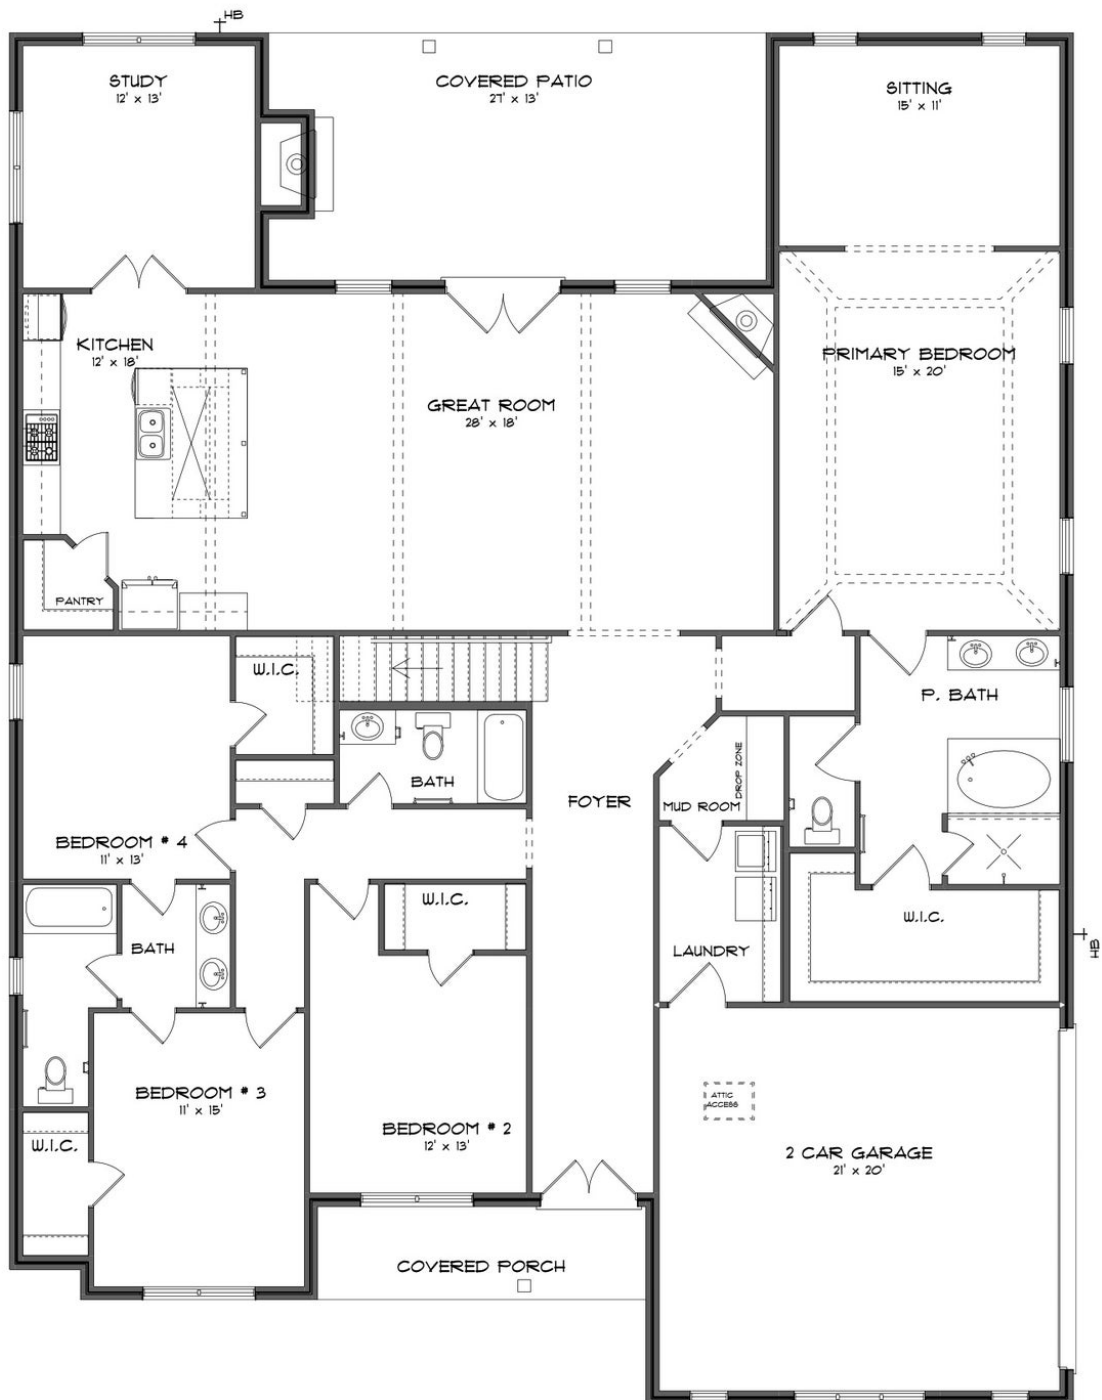 HB
STUDY
12' x 13'
COVERED PATIO
27' x 13'
SITTING
15' x 11'
KITCHEN
12' x 18'
PRIMARY BEDROOM
15' x 20'
GREAT ROOM
28' x 18'
PANTRY
W.I.C.
P. BATH
BATH
FOYER
MUD ROOM
DROP ZONE
BEDROOM # 4
11' x 13'
W.I.C.
W.I.C.
BATH
LAUNDRY
HB
BEDROOM # 3
11' x 15'
ATTIC
ACCESS
BEDROOM # 2
12' x 13'
W.I.C.
2 CAR GARAGE
21' x 20'
COVERED PORCH